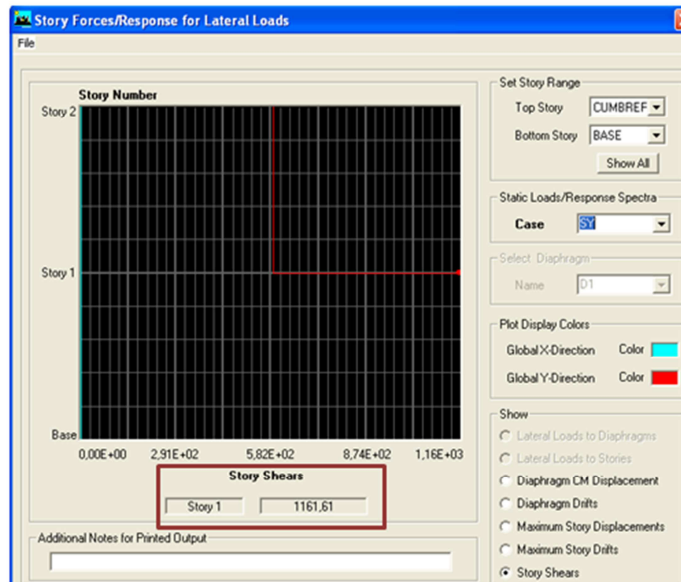 Story Forces/Response for Lateral Loads
File
Story Number
Story 2
Story 1
Base
0,00E+00 2,91E+02 5,82E+02 8,74E+02 1,16E+03
Story Shears
Story 1 1161,61
Additional Notes for Printed Output
Set Story Range
Top Story CUMBREF
Bottom Story BASE
Show All
Static Loads/Response Spectra
Case SY
Select Diaphragm
Name D1
Plot Display Colors
Global X-Direction Color
Global Y-Direction Color
Show
Lateral Loads to Diaphragms
Lateral Loads to Stories
Diaphragm CM Displacement
Diaphragm Drifts
Maximum Story Displacements
Maximum Story Drifts
Story Shears